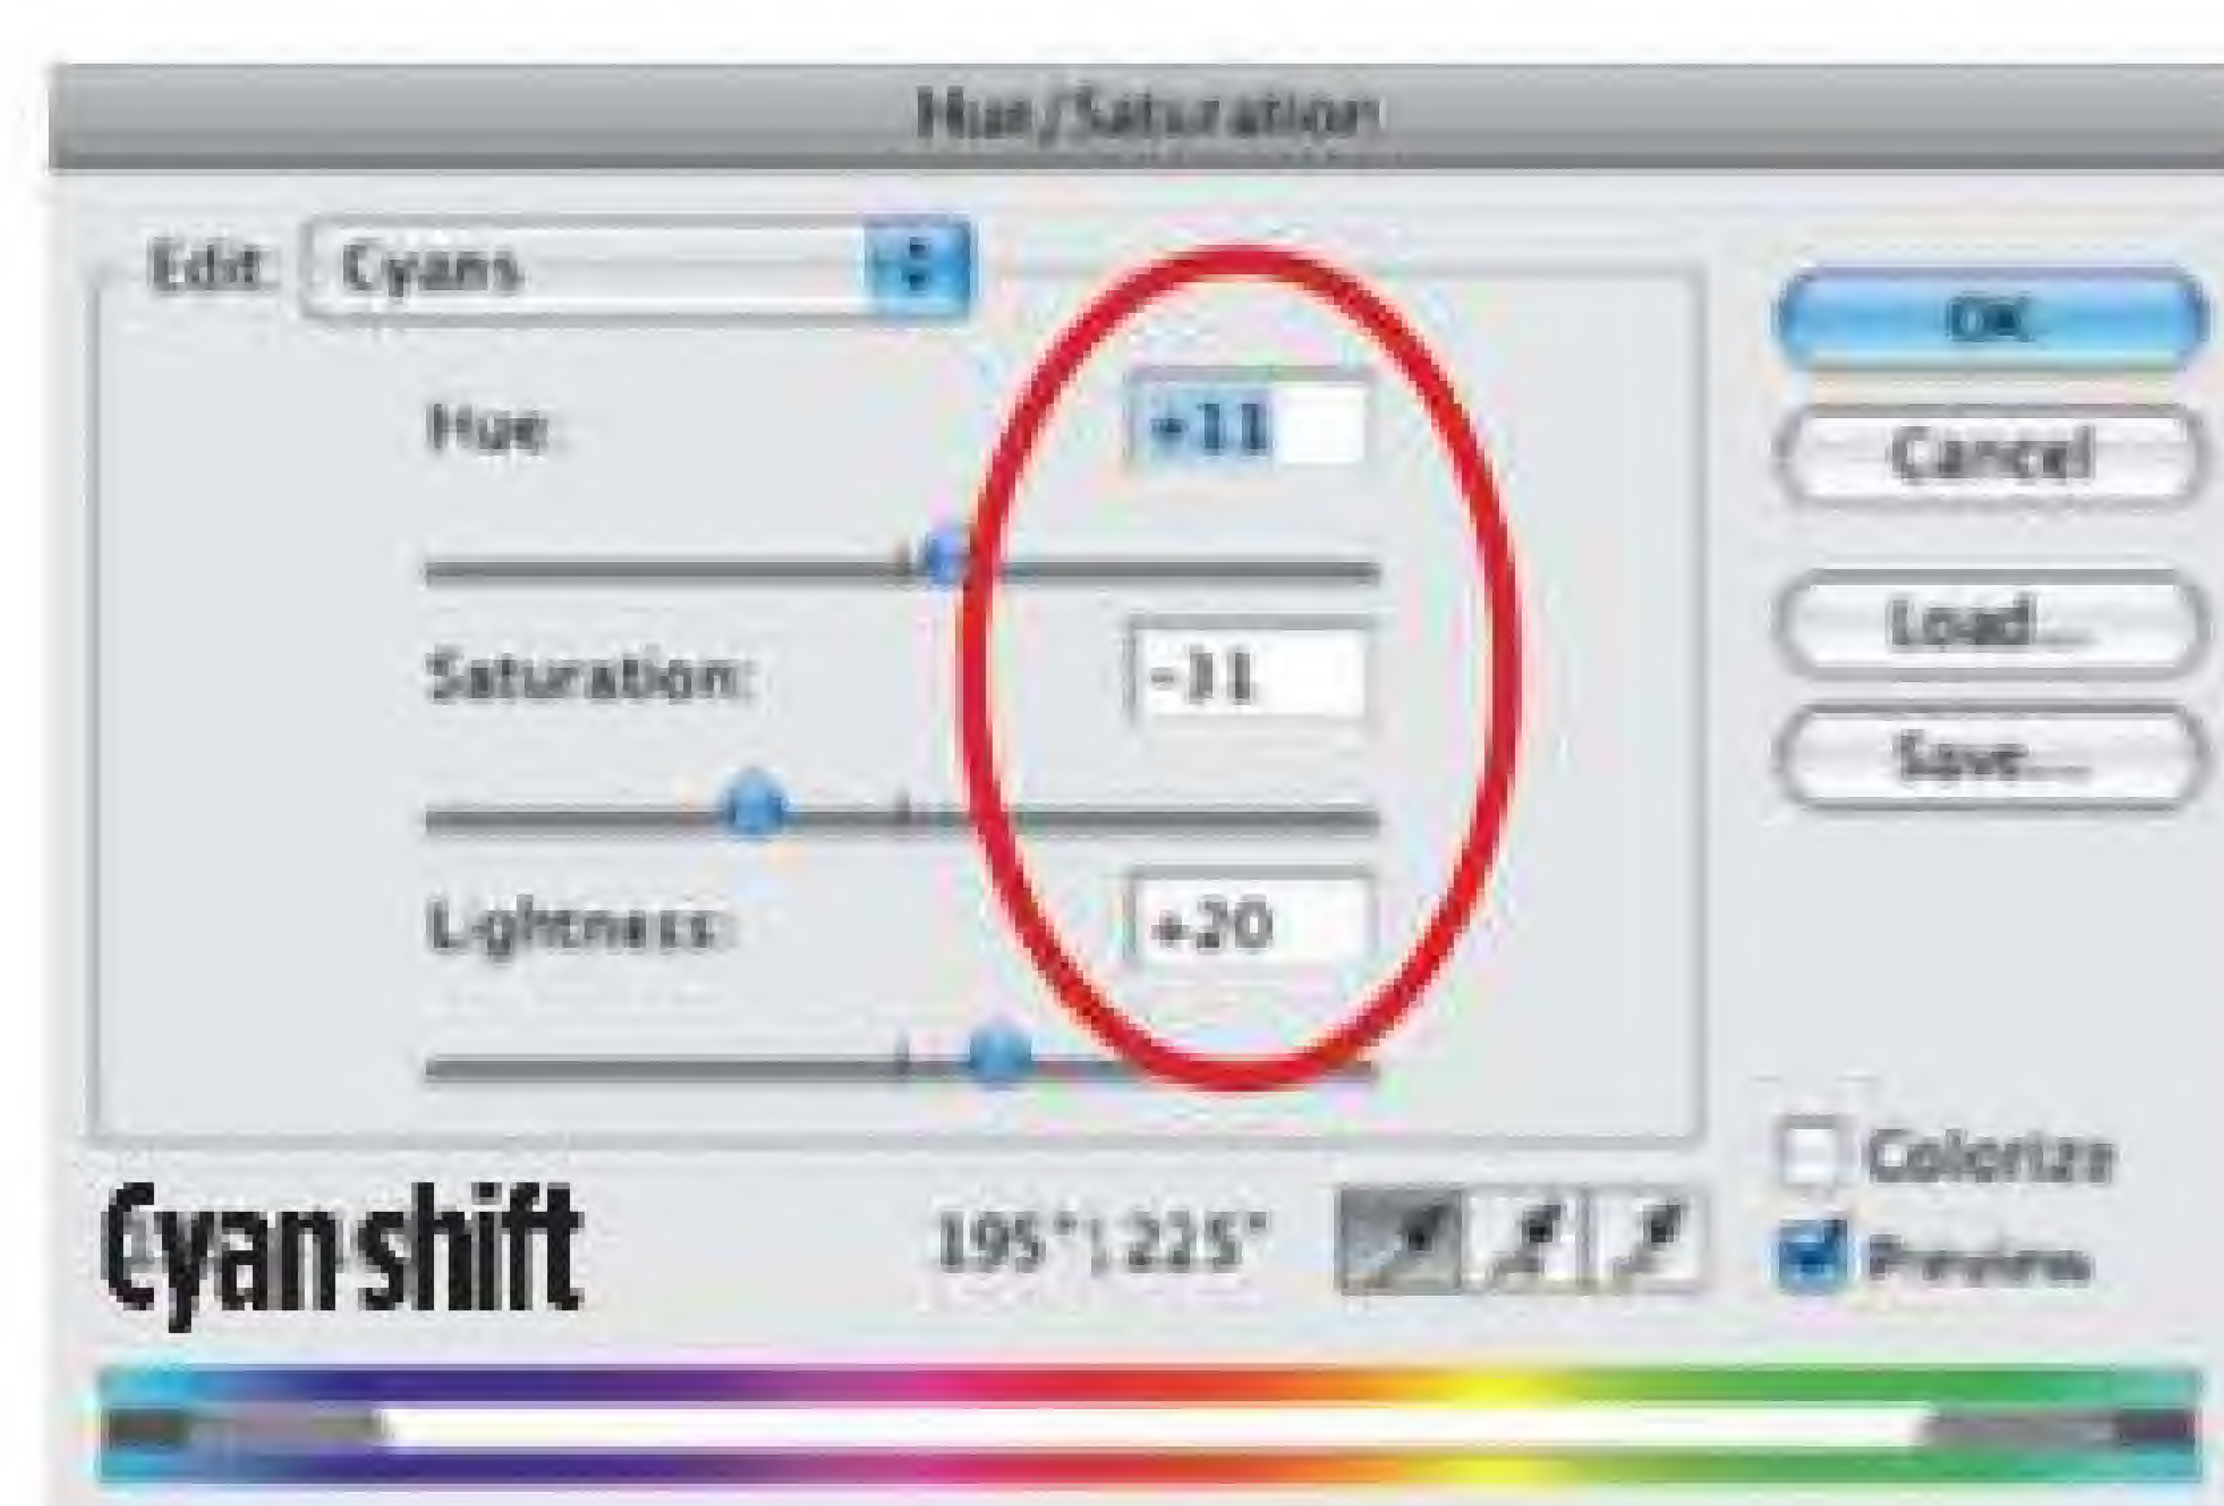 Hue/Saturation
Edit: Cyans
Hue: +11
Saturation: -31
Lightness: +20
OK
Cancel
Load...
Save...
Colorize
Preview
Cyan shift
195°\225°